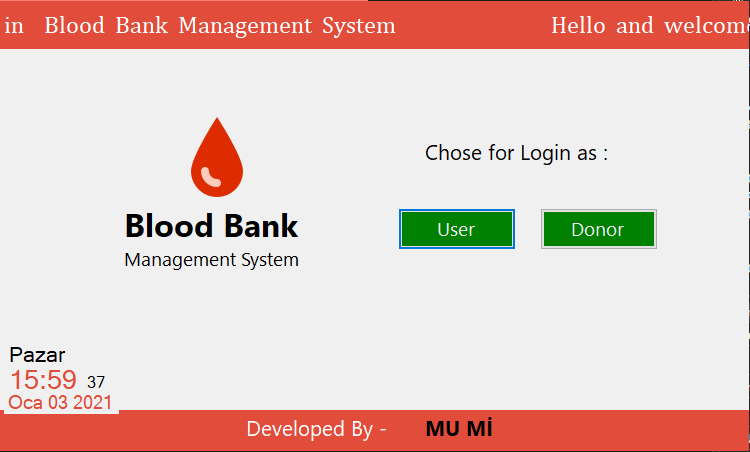 in Blood Bank Management System Hello and welcome
Chose for Login as :
Blood Bank
Management System
User Donor
Pazar
15:59 37
Oca 03 2021
Developed By - MU Mİ